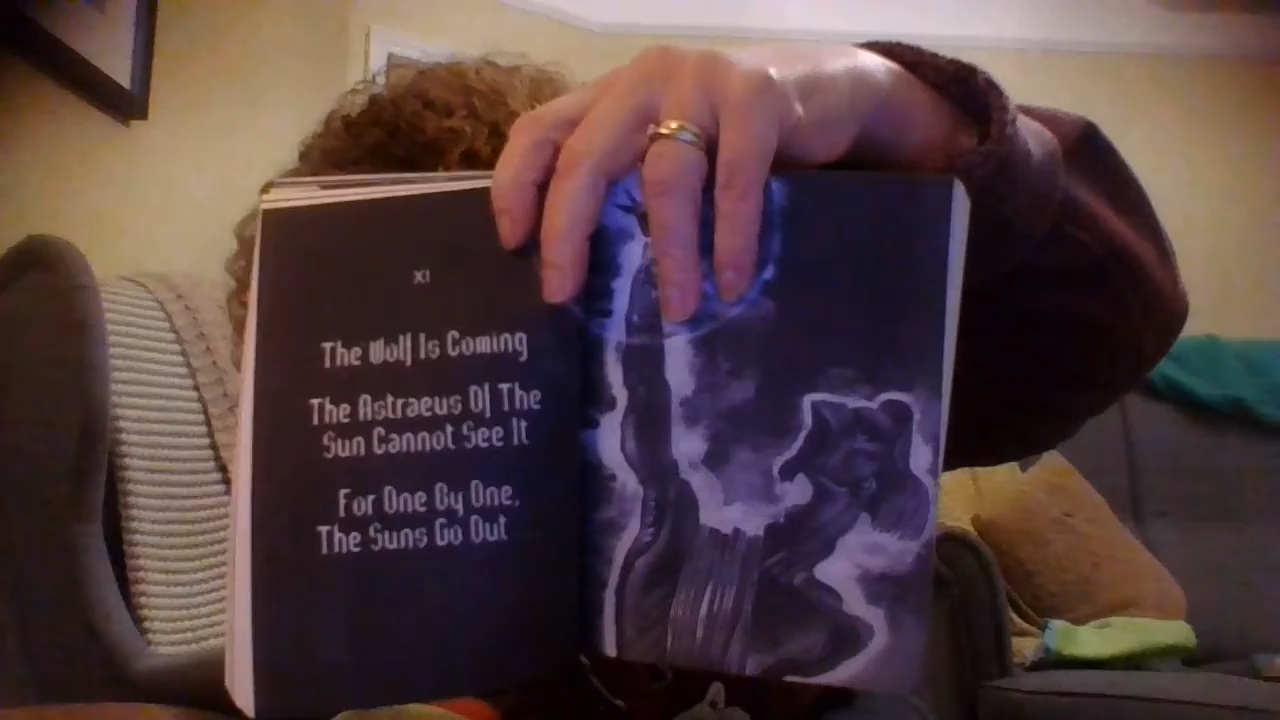 XI
The Wolf Is Coming
The Astraeus Of The
Sun Cannot See It
For One By One,
The Suns Go Out